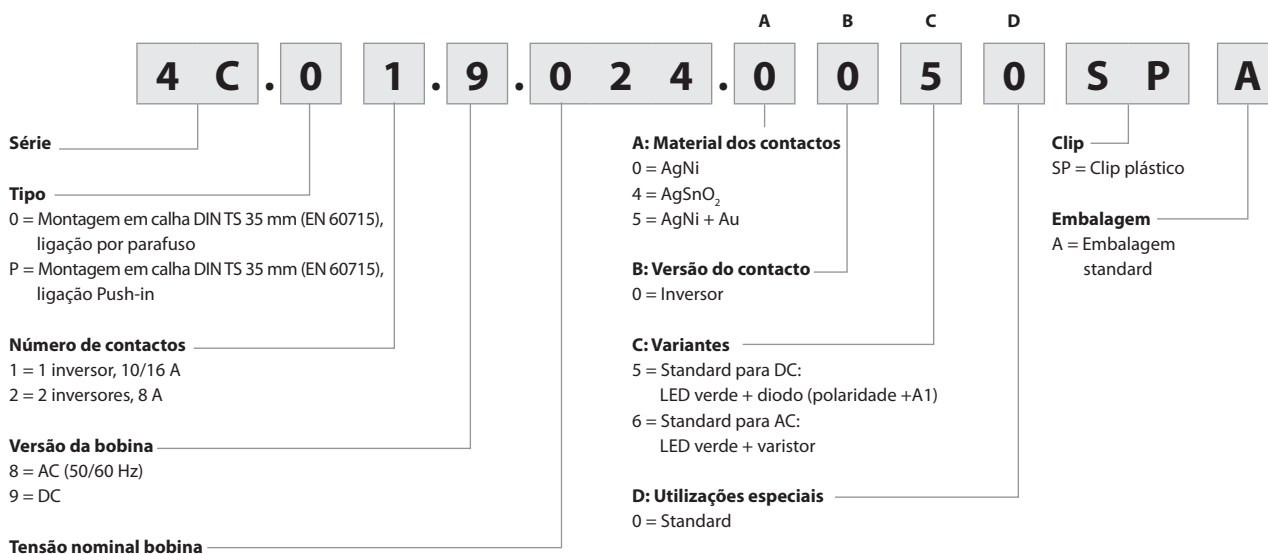 A B C D
4 C . 0 1 . 9 . 0 2 4 . 0 0 5 0 S P A
Série
Tipo
0 = Montagem em calha DIN TS 35 mm (EN 60715),
ligação por parafuso
P = Montagem em calha DIN TS 35 mm (EN 60715),
ligação Push-in
Número de contactos
1 = 1 inversor, 10/16 A
2 = 2 inversores, 8 A
Versão da bobina
8 = AC (50/60 Hz)
9 = DC
Tensão nominal bobina
A: Material dos contactos
0 = AgNi
4 = AgSnO₂
5 = AgNi + Au
B: Versão do contacto
0 = Inversor
C: Variantes
5 = Standard para DC:
LED verde + diodo (polaridade +A1)
6 = Standard para AC:
LED verde + varistor
D: Utilizações especiais
0 = Standard
Clip
SP = Clip plástico
Embalagem
A = Embalagem
standard